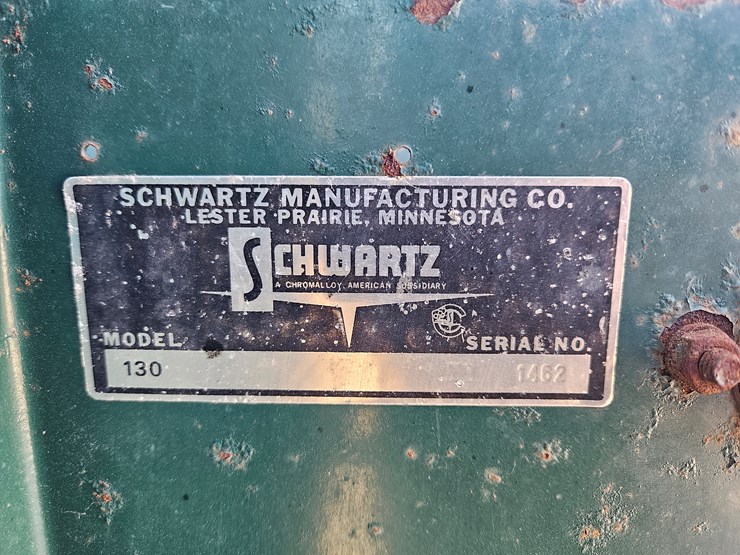 SCHWARTZ MANUFACTURING CO.
LESTER PRAIRIE, MINNESOTA
SCHWARTZ
A CHROMALLOY AMERICAN SUBSIDIARY
MODEL SERIAL NO.
130 1462